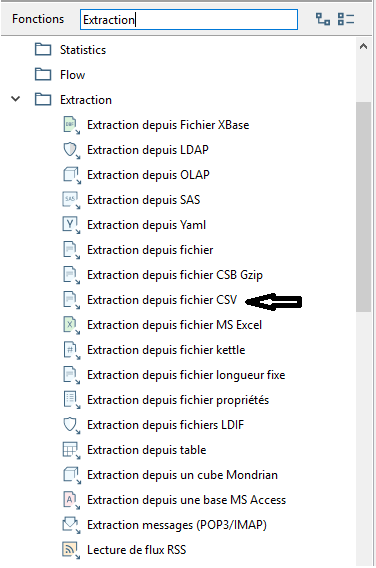 Fonctions Extraction
Statistics
Flow
Extraction
Extraction depuis Fichier XBase
Extraction depuis LDAP
Extraction depuis OLAP
Extraction depuis SAS
Extraction depuis Yaml
Extraction depuis fichier
Extraction depuis fichier CSB Gzip
Extraction depuis fichier CSV
Extraction depuis fichier MS Excel
Extraction depuis fichier kettle
Extraction depuis fichier longueur fixe
Extraction depuis fichier propriétés
Extraction depuis fichiers LDIF
Extraction depuis table
Extraction depuis un cube Mondrian
Extraction depuis une base MS Access
Extraction messages (POP3/IMAP)
Lecture de flux RSS